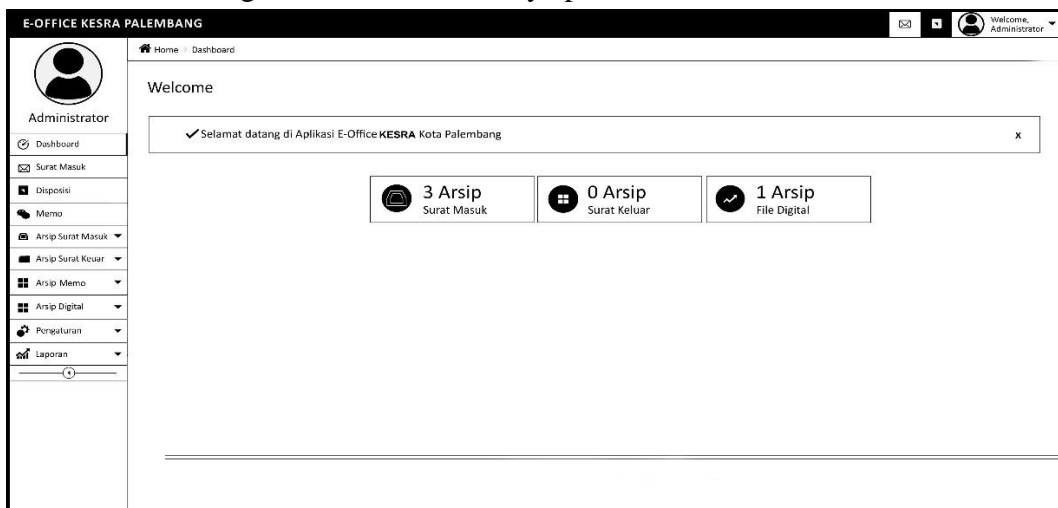 E-OFFICE KESRA PALEMBANG
Welcome,
Administrator
Home > Dashboard
Administrator
Welcome
Selamat datang di Aplikasi E-Office KESRA Kota Palembang
x
3 Arsip
Surat Masuk
0 Arsip
Surat Keluar
1 Arsip
File Digital
Dashboard
Surat Masuk
Disposisi
Memo
Arsip Surat Masuk
Arsip Surat Keuar
Arsip Memo
Arsip Digital
Pengaturan
Laporan